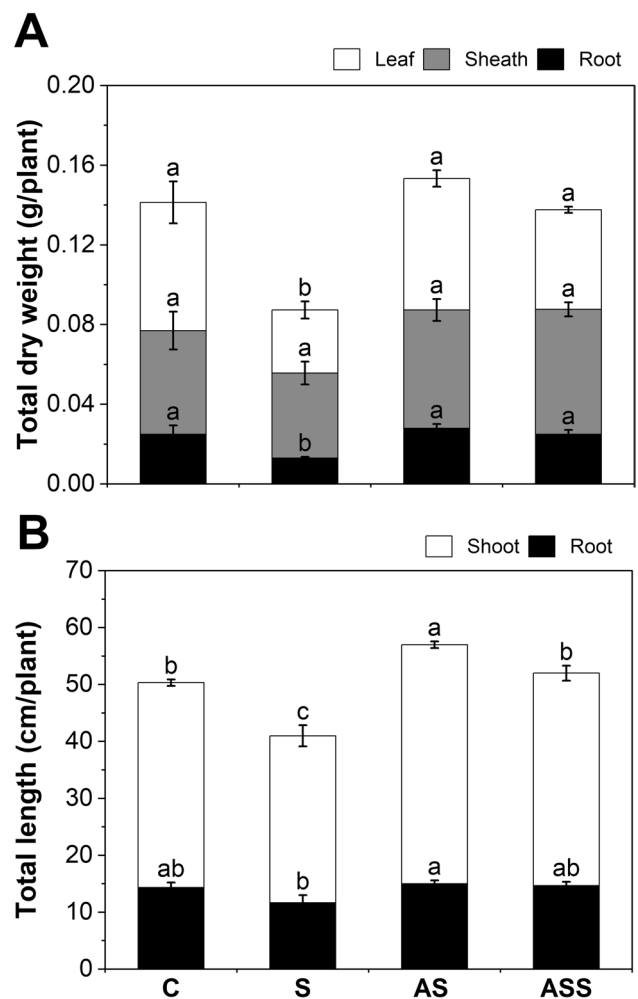 A
Leaf Sheath Root
Total dry weight (g/plant)
0.20
0.16
0.12
0.08
0.04
0.00
a a a
b
a a a
a
a a a
b
B
Shoot Root
Total length (cm/plant)
70
60
50
40
30
20
10
0
b c a b
ab b a ab
C S AS ASS